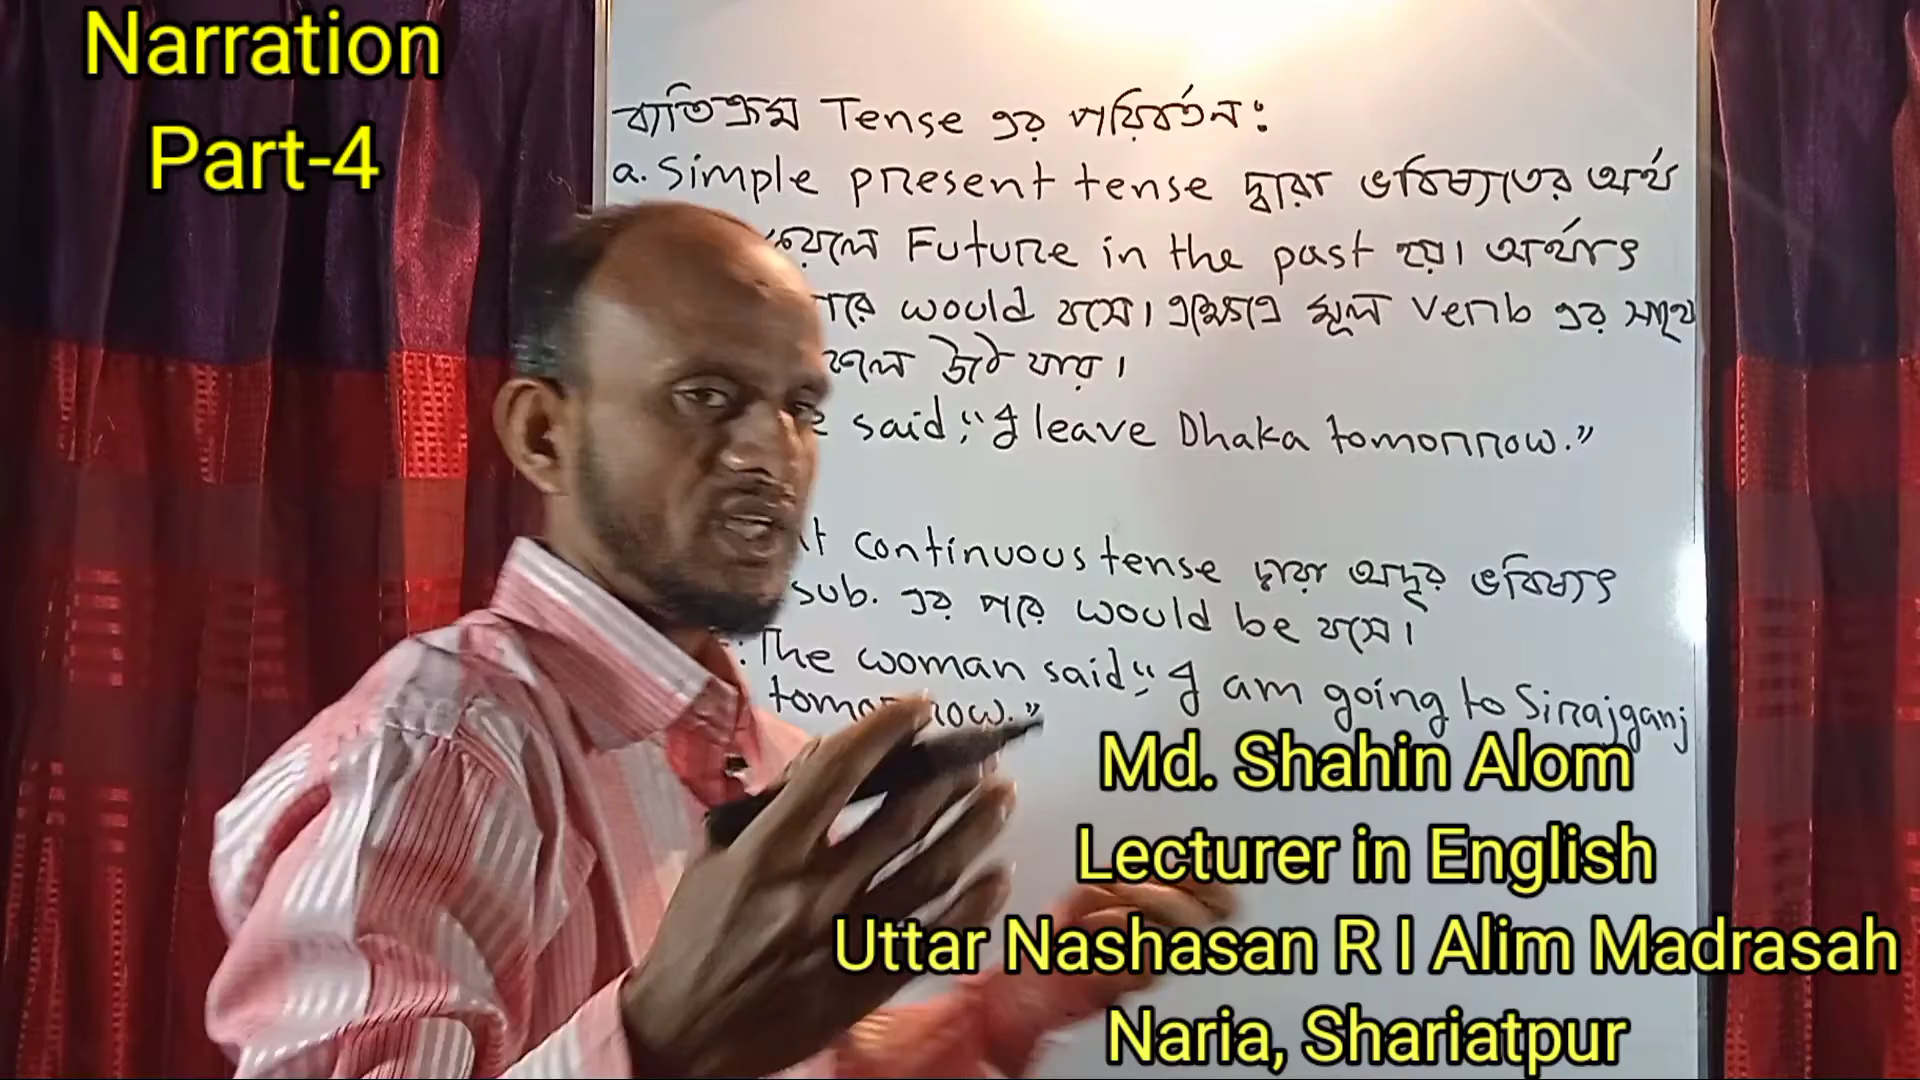 Narration
Part-4
ব্যতিক্রম Tense এর পরিবর্তন:
a. Simple present tense দ্বারা ভবিষ্যতের অর্থ
Future in the past হয়। অর্থাৎ
would বসে। এক্ষেত্রে মূল verb এর সাথে
উঠে যায়।
said, "I leave Dhaka tomorrow."
continuous tense দ্বারা অদূর ভবিষ্যৎ
sub. এর পরে would be বসে।
The woman said, "I am going to Sirajganj
tomorrow."
Md. Shahin Alom
Lecturer in English
Uttar Nashasan R I Alim Madrasah
Naria, Shariatpur